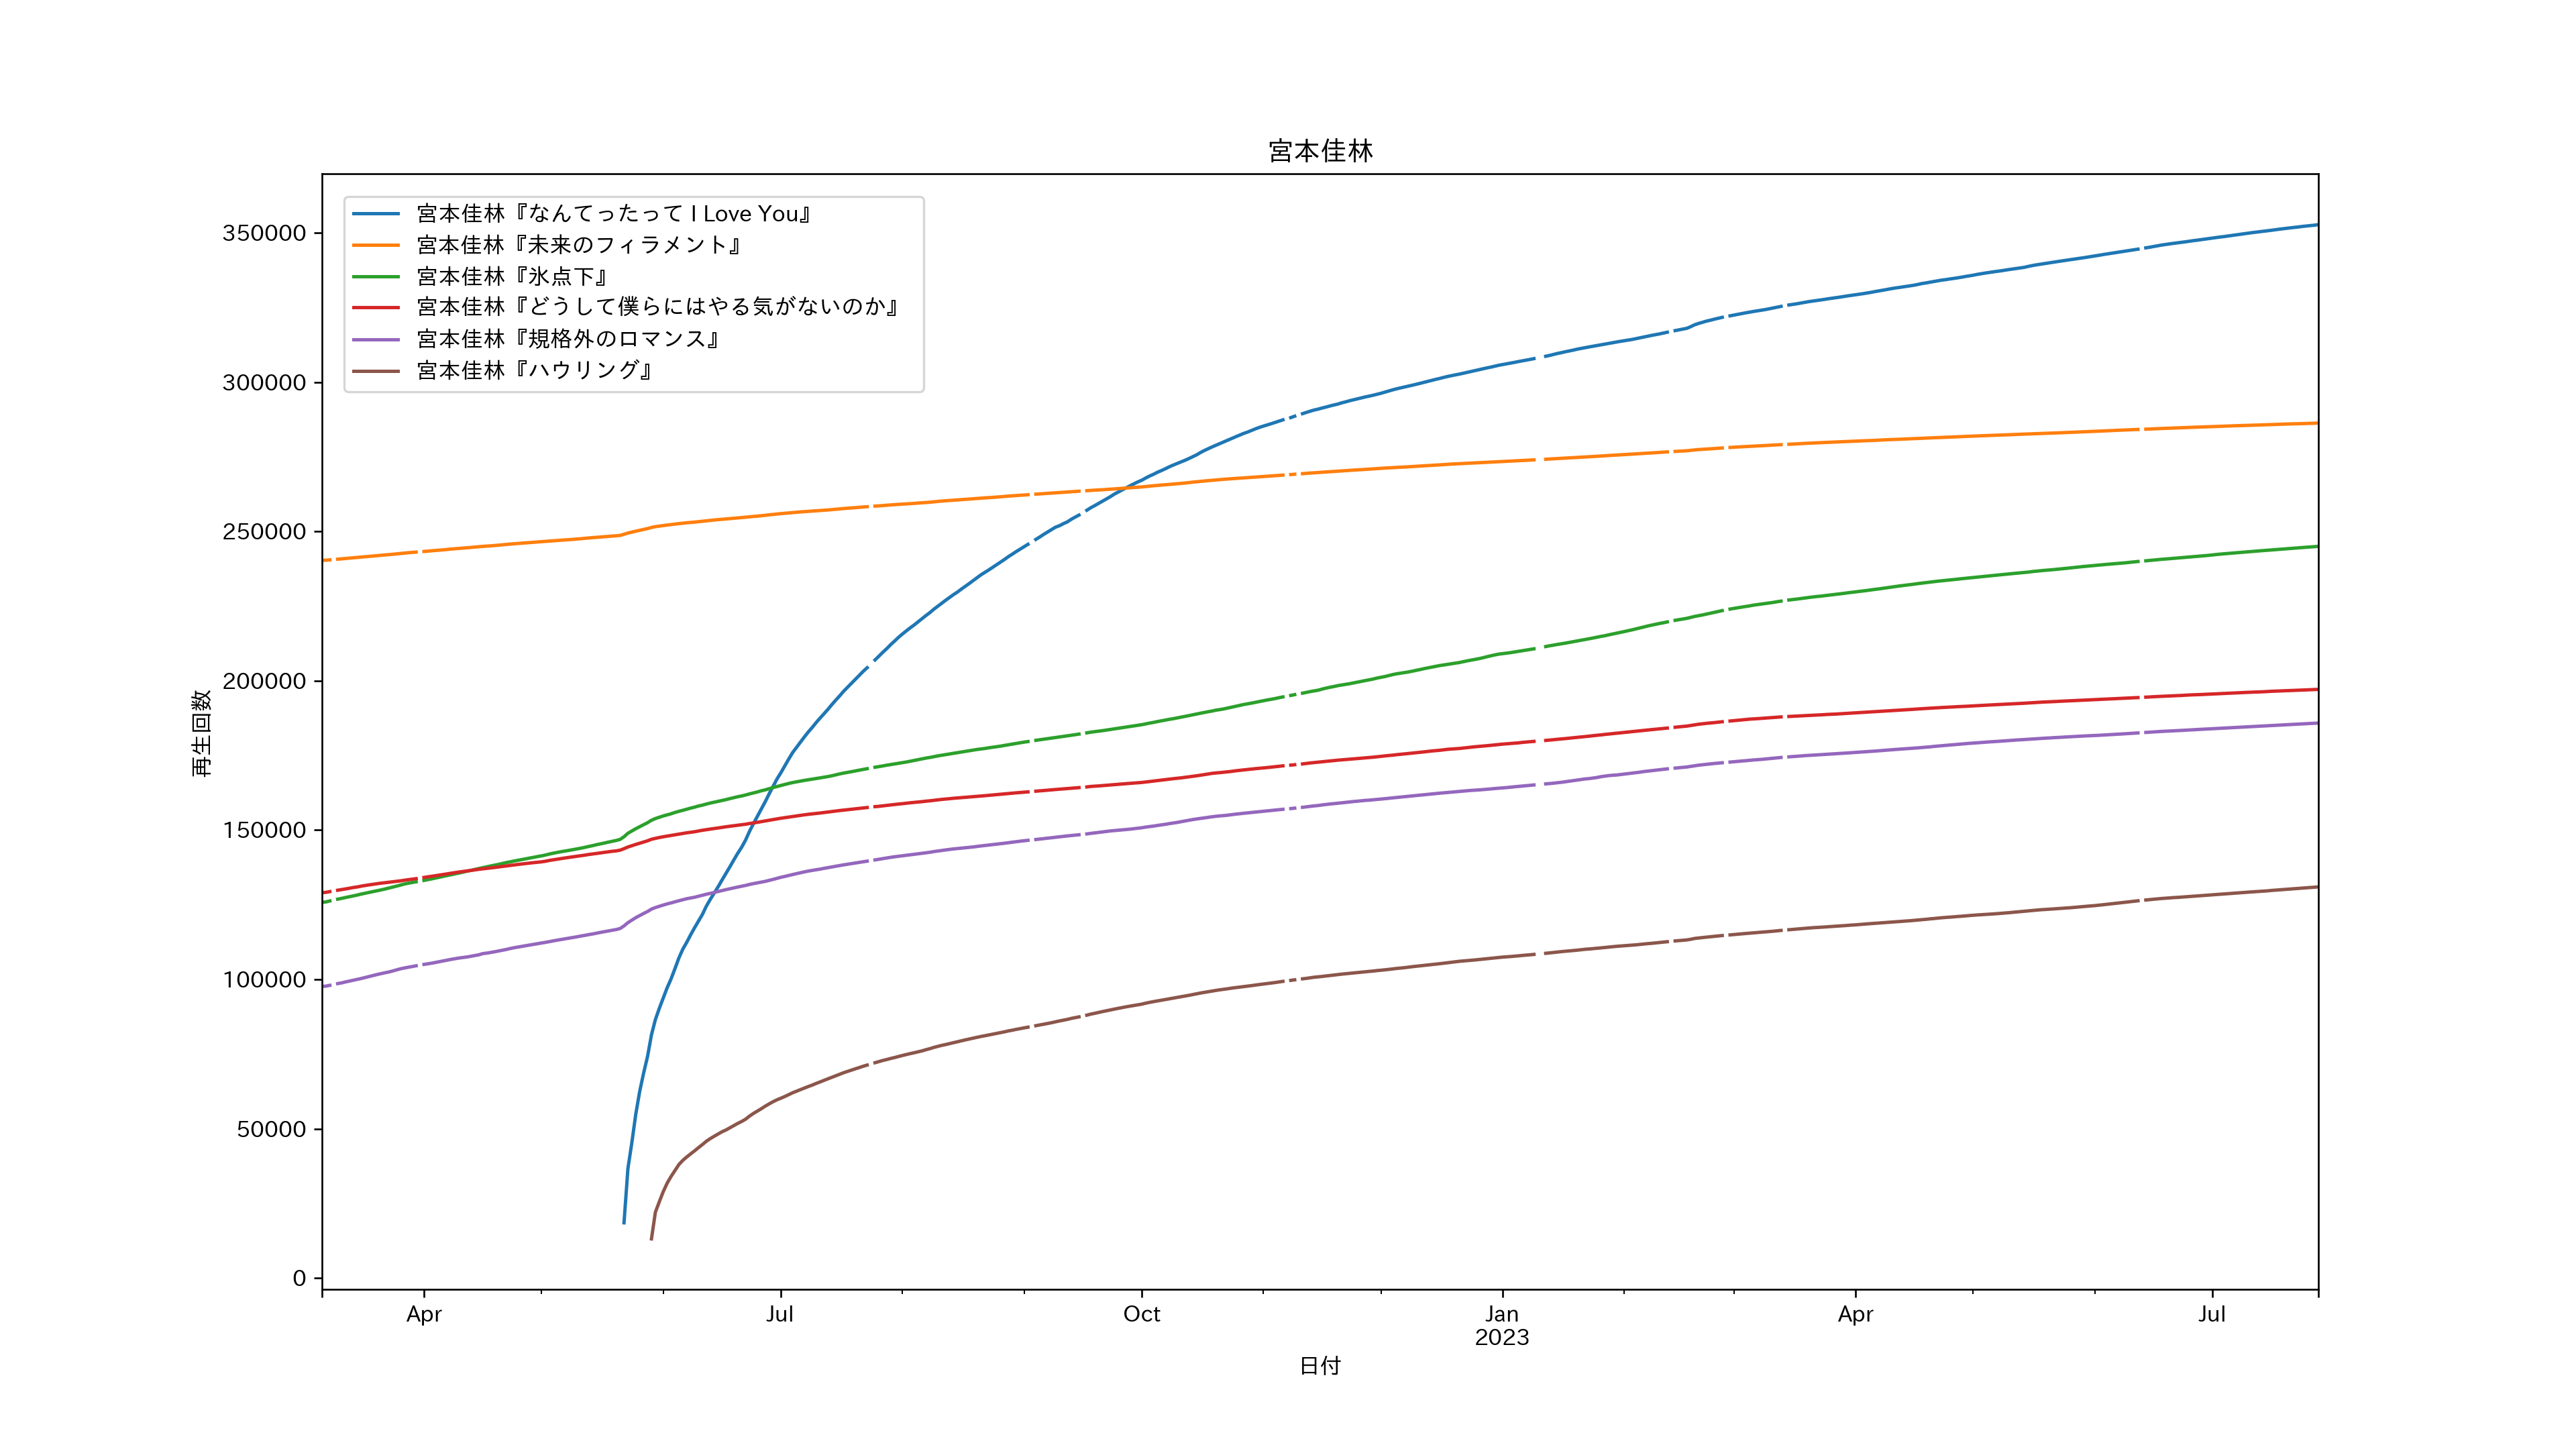 宮本佳林
宮本佳林『なんてったって I Love You』
宮本佳林『未来のフィラメント』
宮本佳林『氷点下』
宮本佳林『どうして僕らにはやる気がないのか』
宮本佳林『規格外のロマンス』
宮本佳林『ハウリング』
再生回数
350000
300000
250000
200000
150000
100000
50000
0
Apr
Jul
Oct
Jan
2023
Apr
Jul
日付